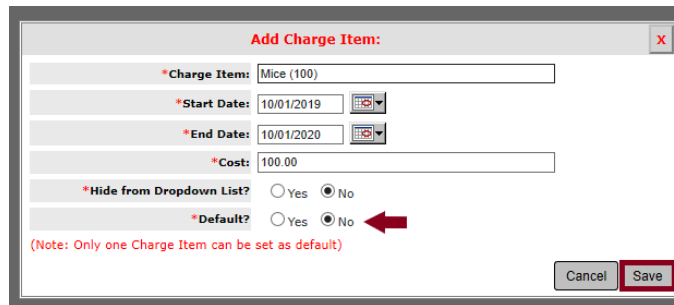 Add Charge Item:
X
*Charge Item: Mice (100)
*Start Date: 10/01/2019
*End Date: 10/01/2020
*Cost: 100.00
*Hide from Dropdown List? Yes No
*Default? Yes No
(Note: Only one Charge Item can be set as default)
Cancel Save